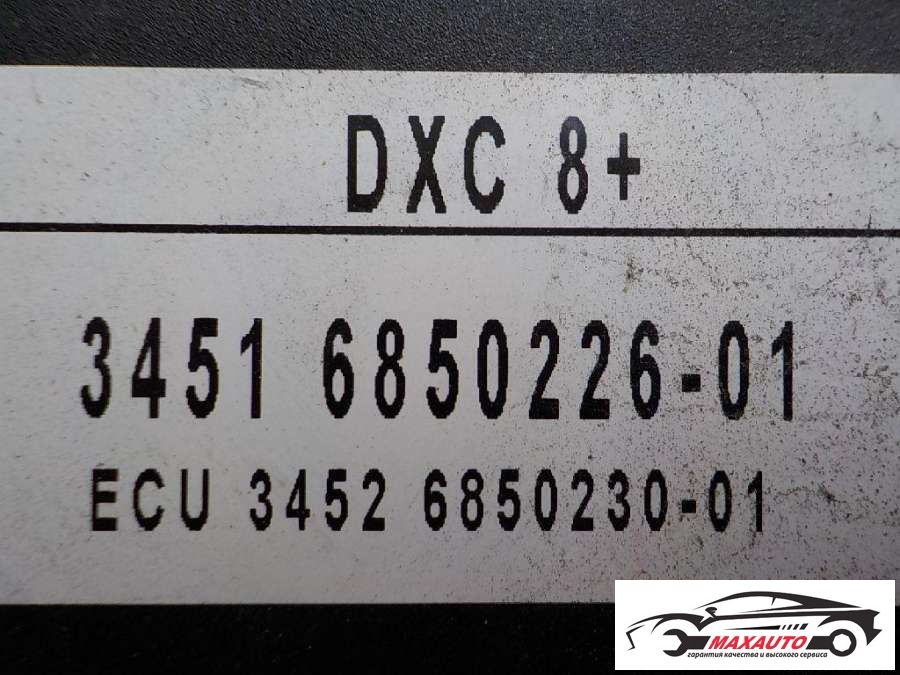 DXC 8+
3451 6850226-01
ECU 3452 6850230-01
MAXAUTO
гарантия качества и высокого сервиса